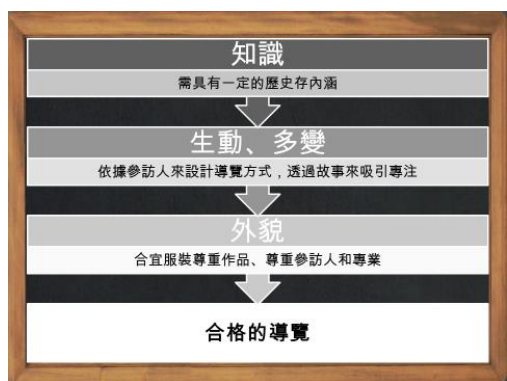 知識
需具有一定的歷史存內涵
生動、多變
依據參訪人來設計導覽方式，透過故事來吸引專注
外貌
合宜服裝尊重作品、尊重參訪人和專業
合格的導覽